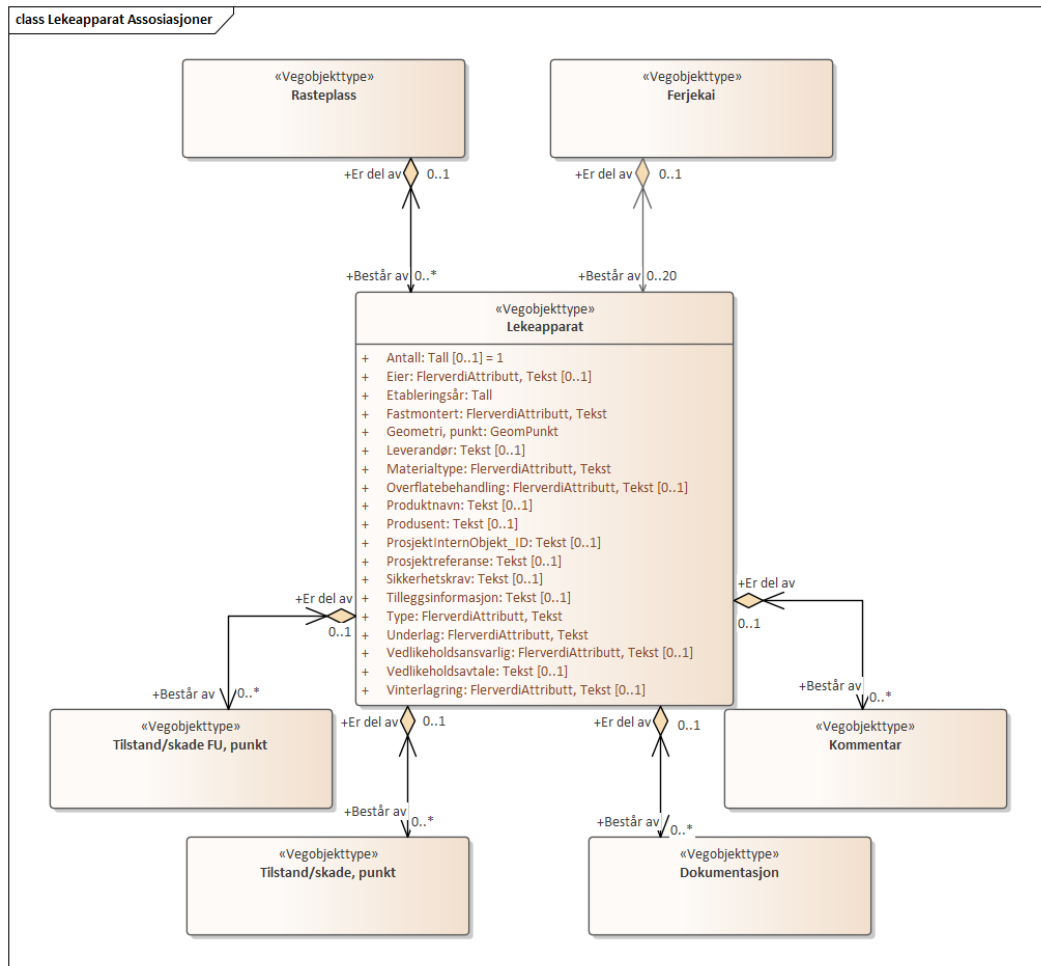 class Lekeapparat Assosiasjoner
«Vegobjekttype»
Rasteplass
«Vegobjekttype»
Ferjekai
+Er del av 0..1
+Er del av 0..1
+Består av 0..*
+Består av 0..20
«Vegobjekttype»
Lekeapparat
+ Antall: Tall [0..1] = 1
+ Eier: FlerverdiAttributt, Tekst [0..1]
+ Etableringsår: Tall
+ Fastmontert: FlerverdiAttributt, Tekst
+ Geometri, punkt: GeomPunkt
+ Leverandør: Tekst [0..1]
+ Materialtype: FlerverdiAttributt, Tekst
+ Overflatebehandling: FlerverdiAttributt, Tekst [0..1]
+ Produktnavn: Tekst [0..1]
+ Produsent: Tekst [0..1]
+ ProsjektInternObjekt_ID: Tekst [0..1]
+ Prosjektreferanse: Tekst [0..1]
+ Sikkerhetskrav: Tekst [0..1]
+ Tilleggsinformasjon: Tekst [0..1]
+ Type: FlerverdiAttributt, Tekst
+ Underlag: FlerverdiAttributt, Tekst
+ Vedlikeholdsansvarlig: FlerverdiAttributt, Tekst [0..1]
+ Vedlikeholdsavtale: Tekst [0..1]
+ Vinterlagring: FlerverdiAttributt, Tekst [0..1]
+Er del av
0..1
+Er del av
0..1
+Består av
0..*
+Består av
0..*
+Er del av 0..1
+Er del av 0..1
«Vegobjekttype»
Tilstand/skade FU, punkt
«Vegobjekttype»
Kommentar
+Består av
0..*
+Består av
0..*
«Vegobjekttype»
Tilstand/skade, punkt
«Vegobjekttype»
Dokumentasjon